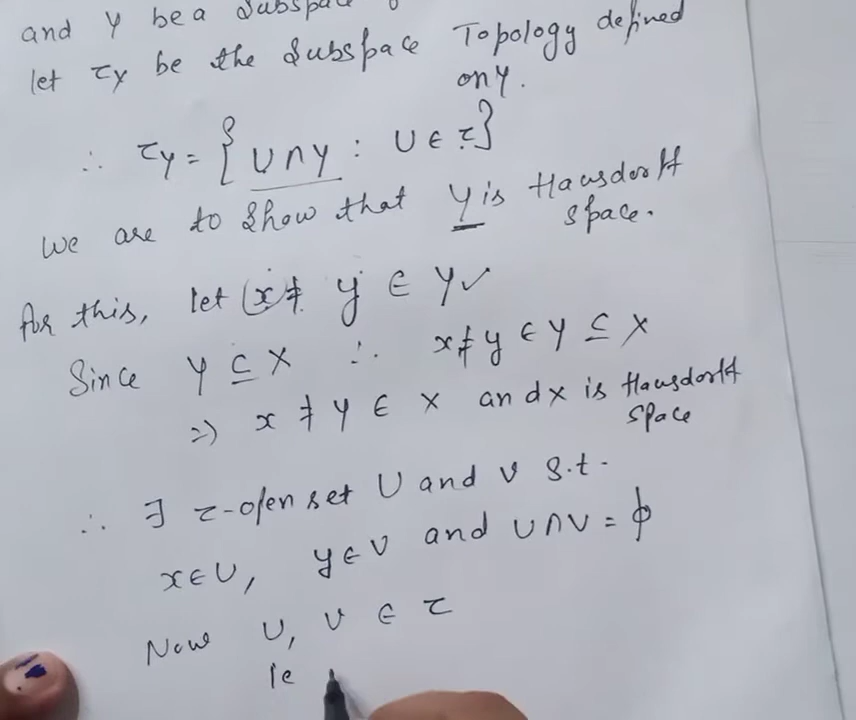 and Y be a Subspace
let τY be the Subspace Topology defined
on Y.
∴ τY = { U ∩ Y : U ∈ τ }
We are to Show that Y is Hausdorff
space.
for this, let x ≠ y ∈ Y ✓
Since Y ⊆ X ∴ x ≠ y ∈ Y ⊆ X
⇒ x ≠ y ∈ X and X is Hausdorff
space
∴ ∃ τ-open set U and V s.t.
x ∈ U, y ∈ V and U ∩ V = ϕ
Now U, V ∈ τ
ie